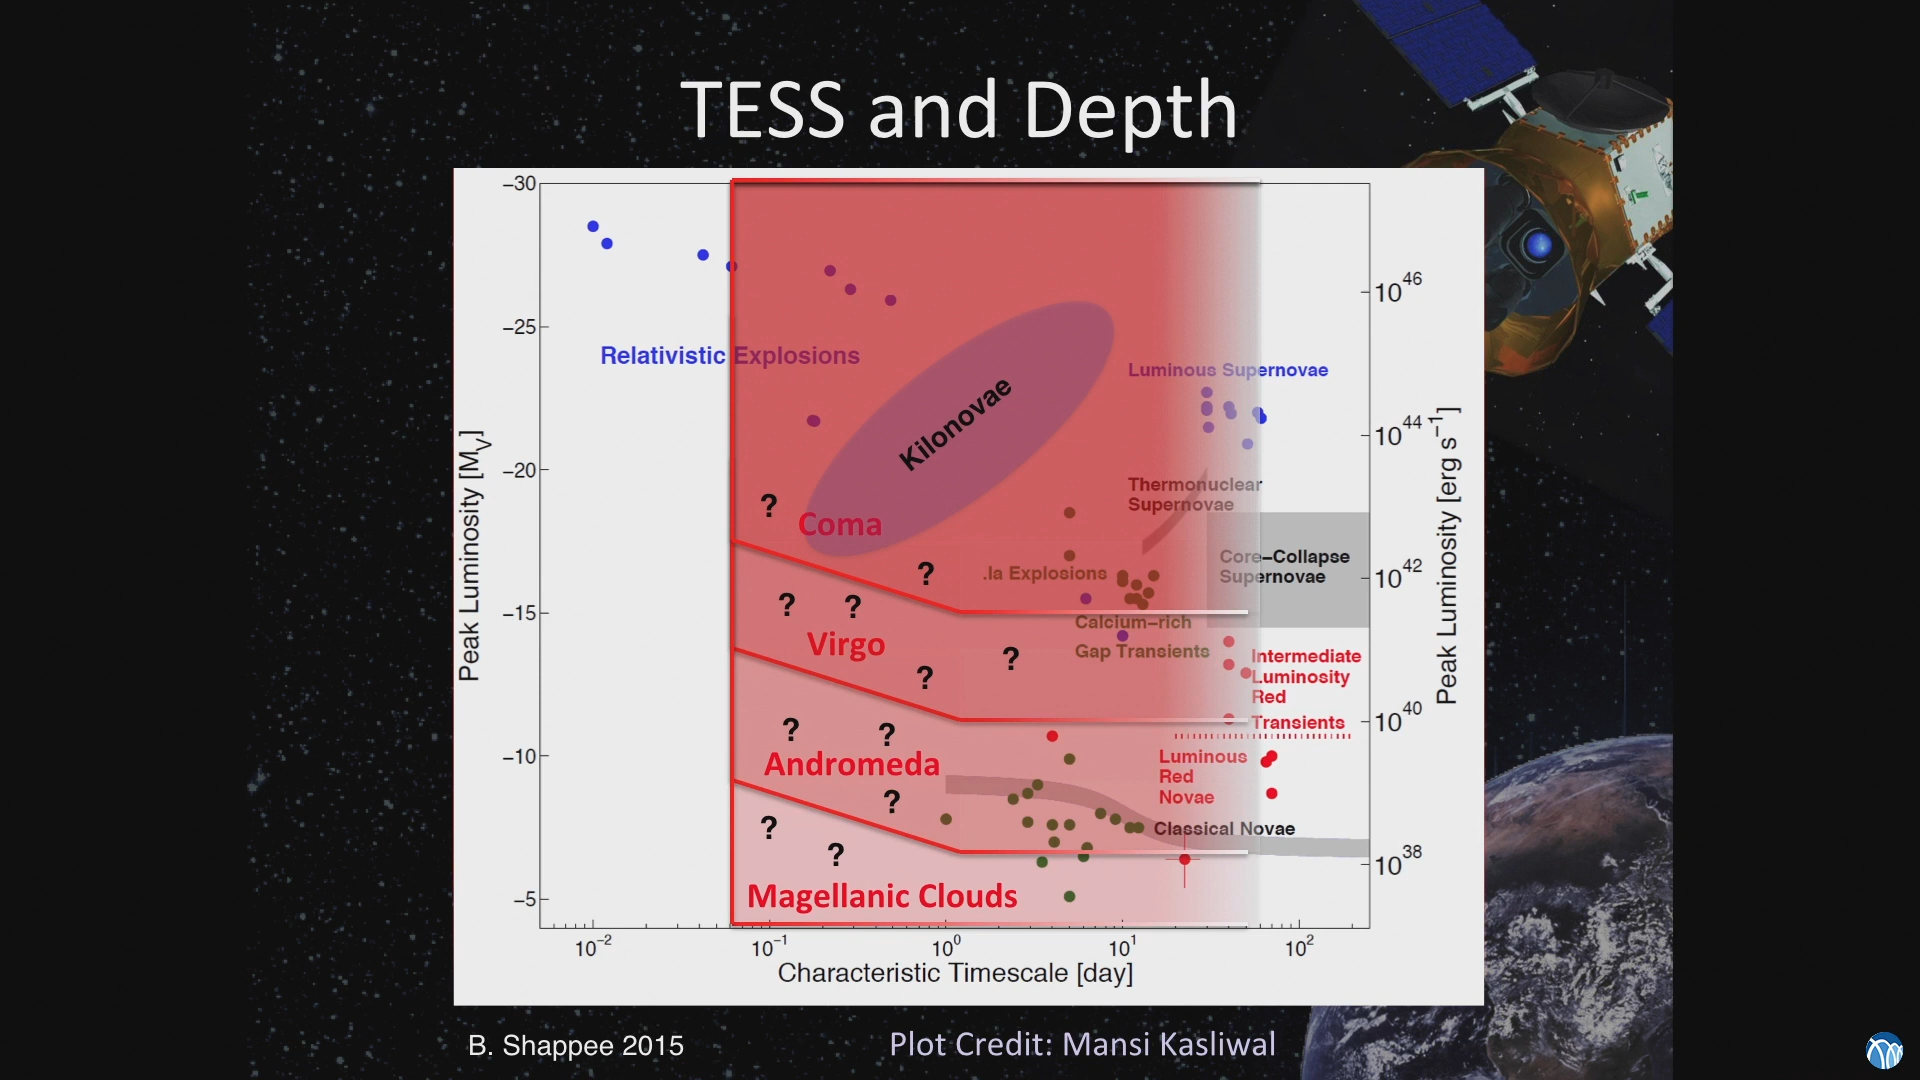 TESS and Depth
−30
−25
−20
−15
−10
−5
Peak Luminosity [M_V]
10^46
10^44
10^42
10^40
10^38
Peak Luminosity [erg s^−1]
Relativistic Explosions
Luminous Supernovae
Kilonovae
Thermonuclear
Supernovae
?
Coma
Core−Collapse
Supernovae
?
.Ia Explosions
? ?
Calcium−rich
Gap Transients
Virgo
?
?
Intermediate
Luminosity
Red
Transients
? ?
Andromeda
Luminous
Red
Novae
?
?
Classical Novae
?
Magellanic Clouds
10^−2 10^−1 10^0 10^1 10^2
Characteristic Timescale [day]
B. Shappee 2015
Plot Credit: Mansi Kasliwal